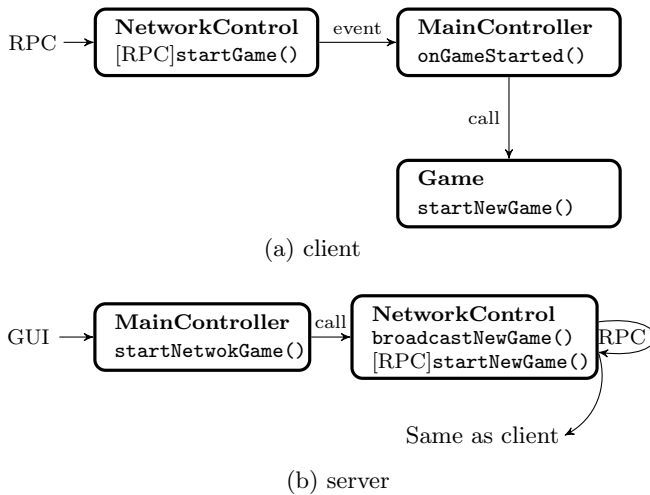 NetworkControl
RPC
[RPC]startGame()
event
MainController
onGameStarted()
call
Game
startNewGame()
(a) client
GUI
MainController
startNetwokGame()
call
NetworkControl
broadcastNewGame()
[RPC]startNewGame()
RPC
Same as client
(b) server